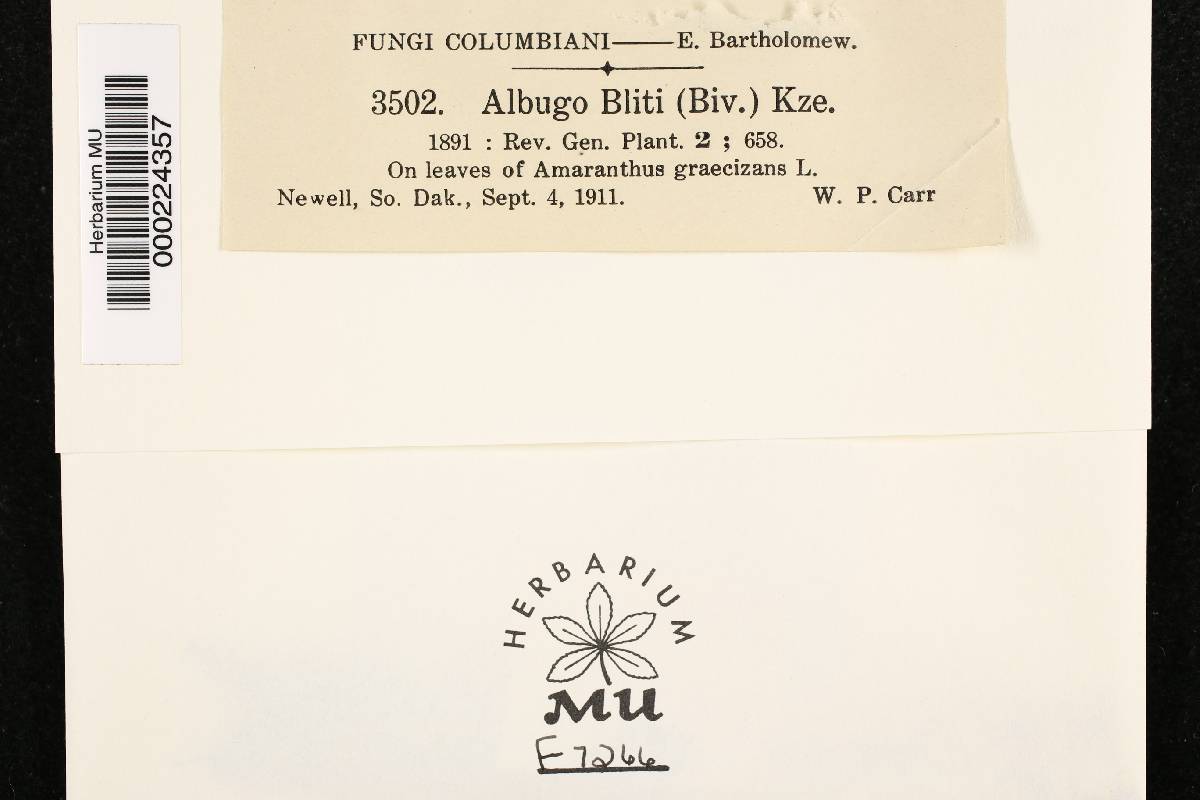 FUNGI COLUMBIANI——E. Bartholomew.
3502. Albugo Bliti (Biv.) Kze.
1891 : Rev. Gen. Plant. 2 ; 658.
On leaves of Amaranthus graecizans L.
Newell, So. Dak., Sept. 4, 1911. W. P. Carr
Herbarium MU
000224357
HERBARIUM
MU
F7266